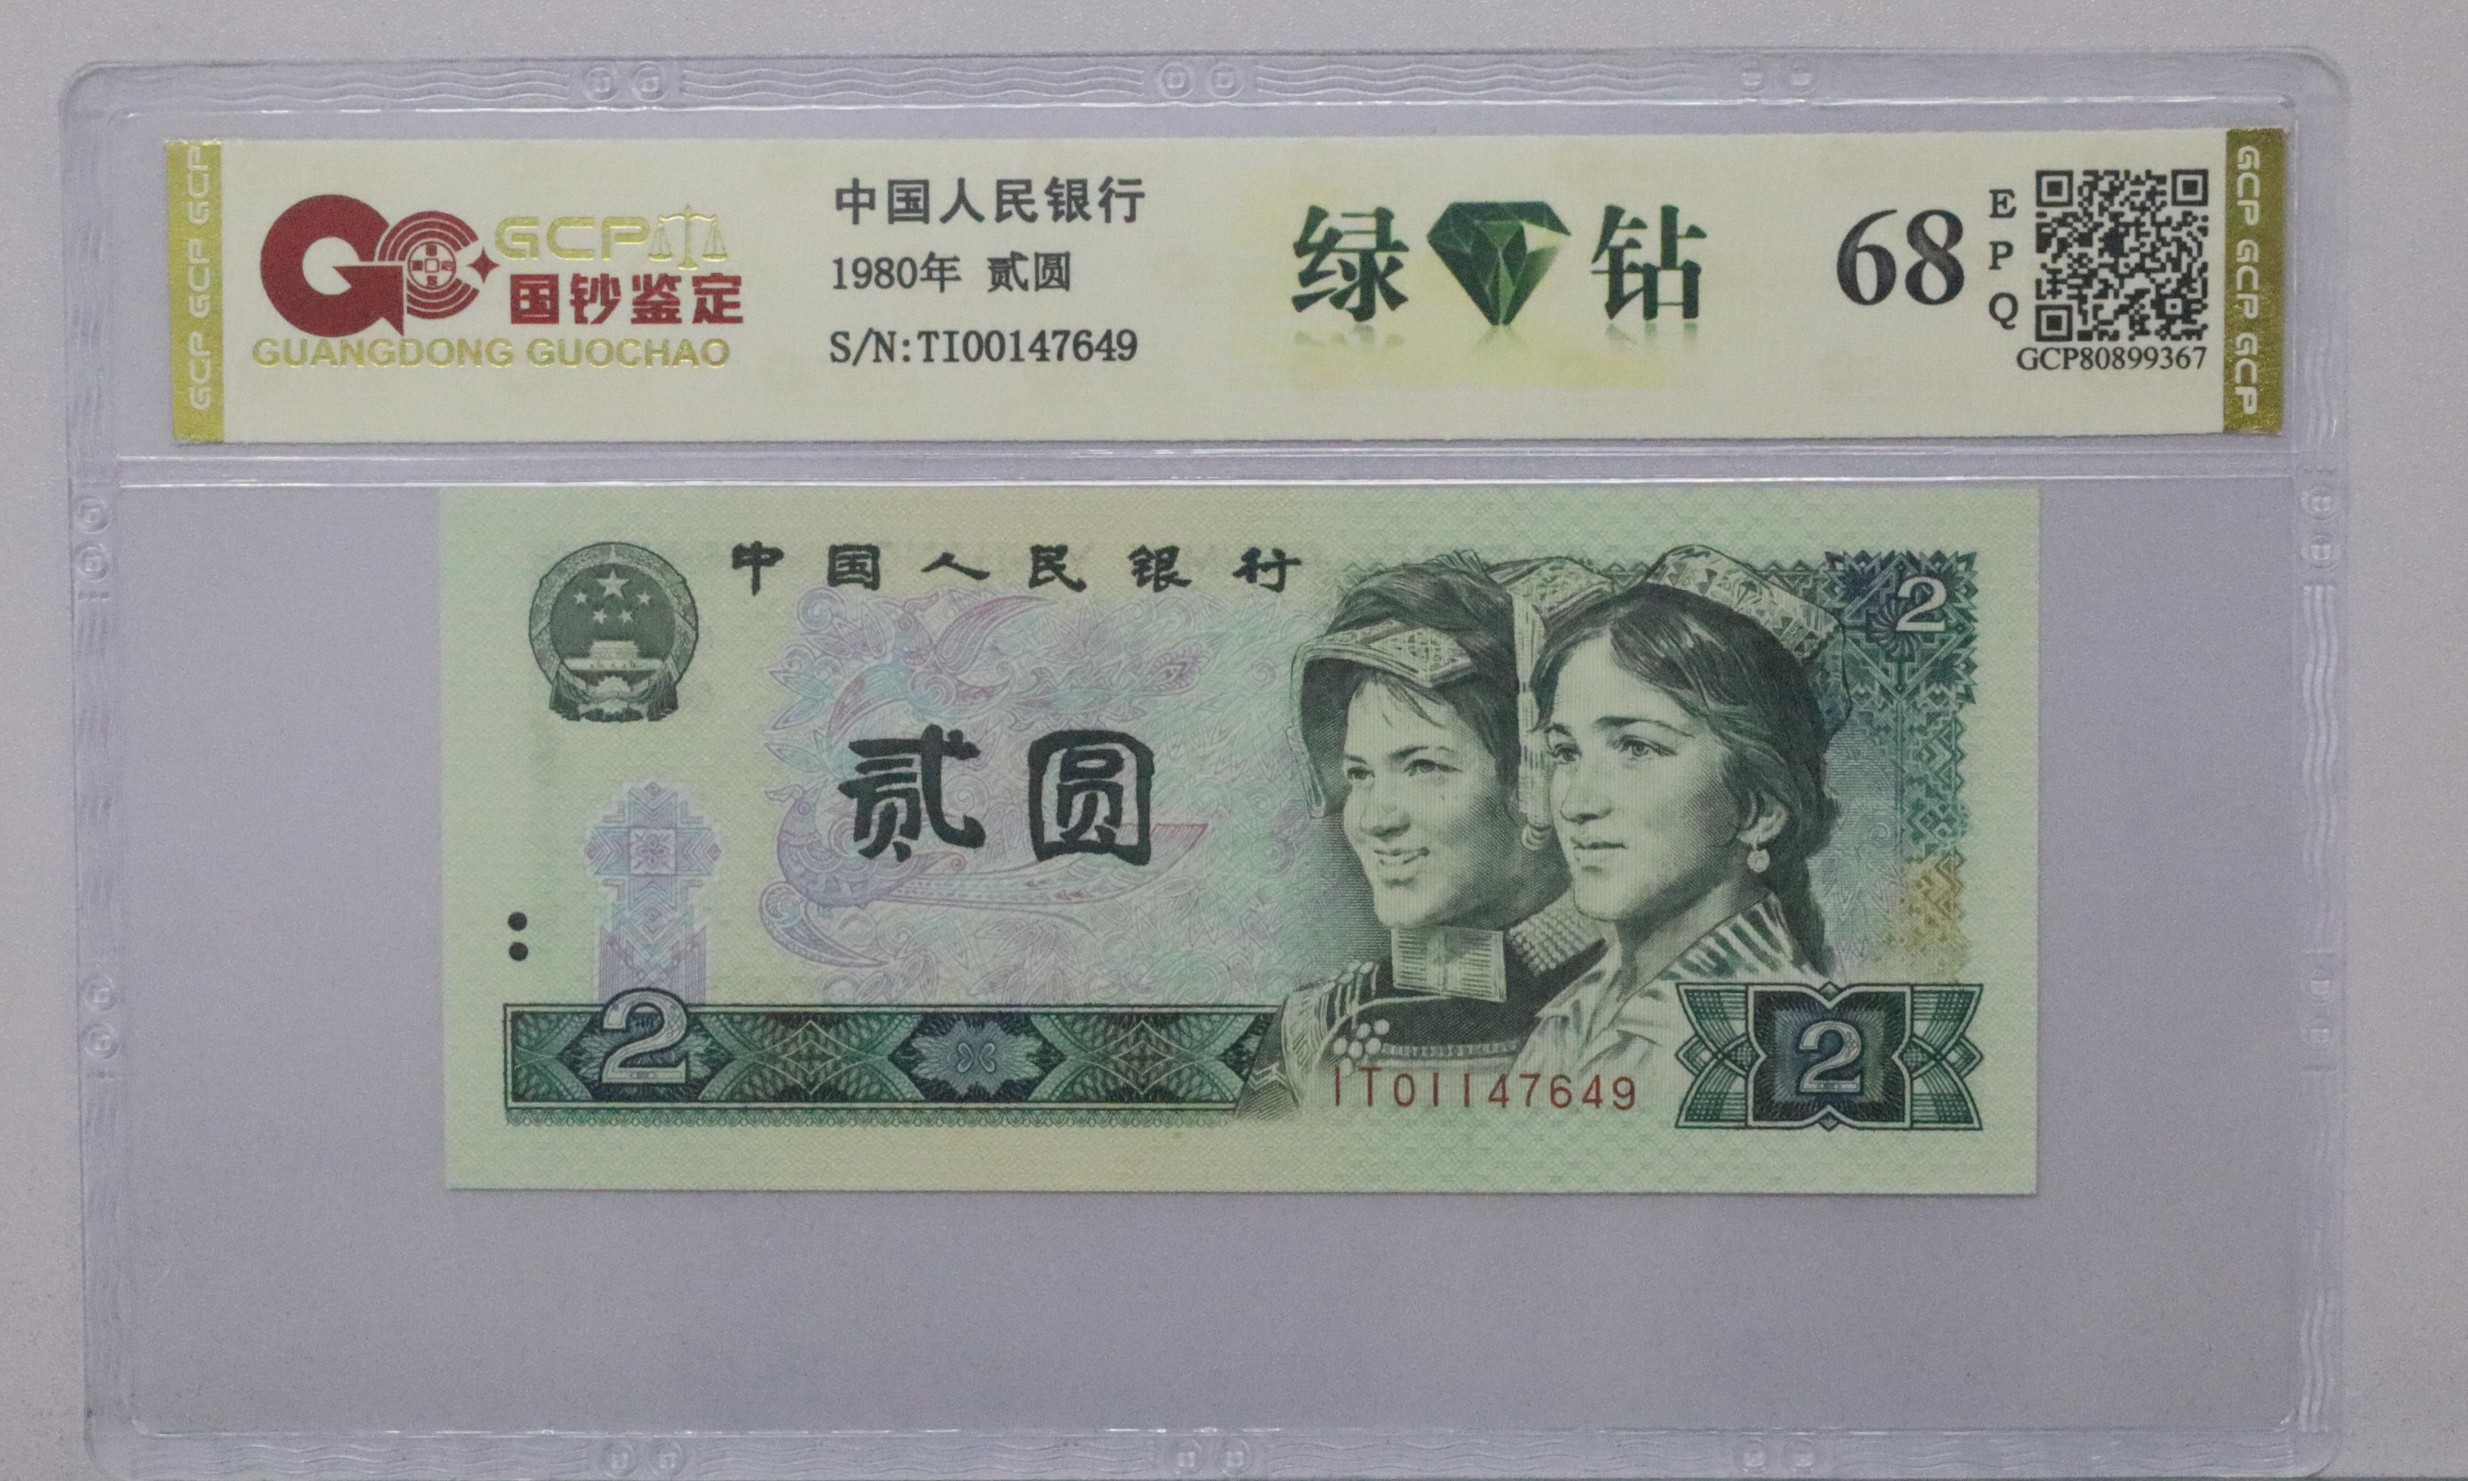 GCP GCP GCP
GCP
国钞鉴定
GUANGDONG GUOCHAO
中国人民银行
1980年 贰圆
S/N:TI00147649
绿钻
68
EPQ
GCP80899367
GCP GCP GCP
中国人民银行
2
贰圆
2
IT01147649
2